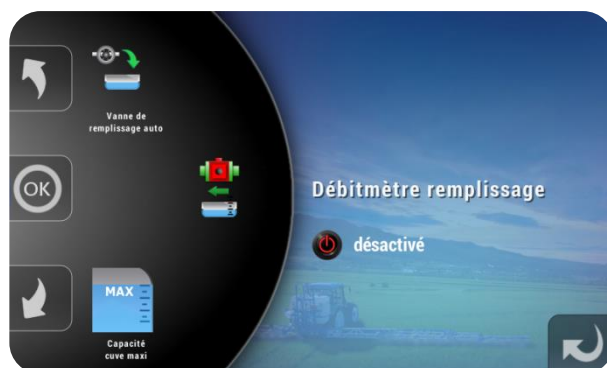 Vanne de
remplissage auto
OK
Débitmètre remplissage
désactivé
MAX
Capacité
cuve maxi